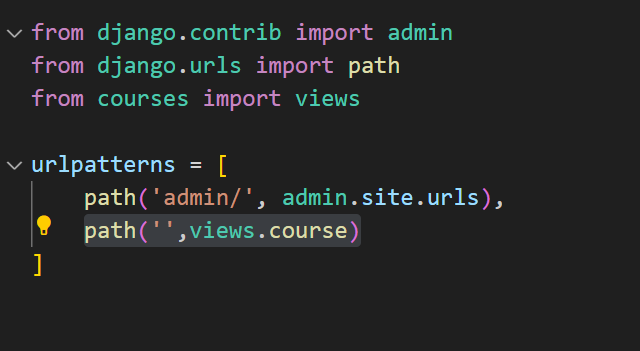 from django.contrib import admin
from django.urls import path
from courses import views
urlpatterns = [
path('admin/', admin.site.urls),
path('',views.course)
]